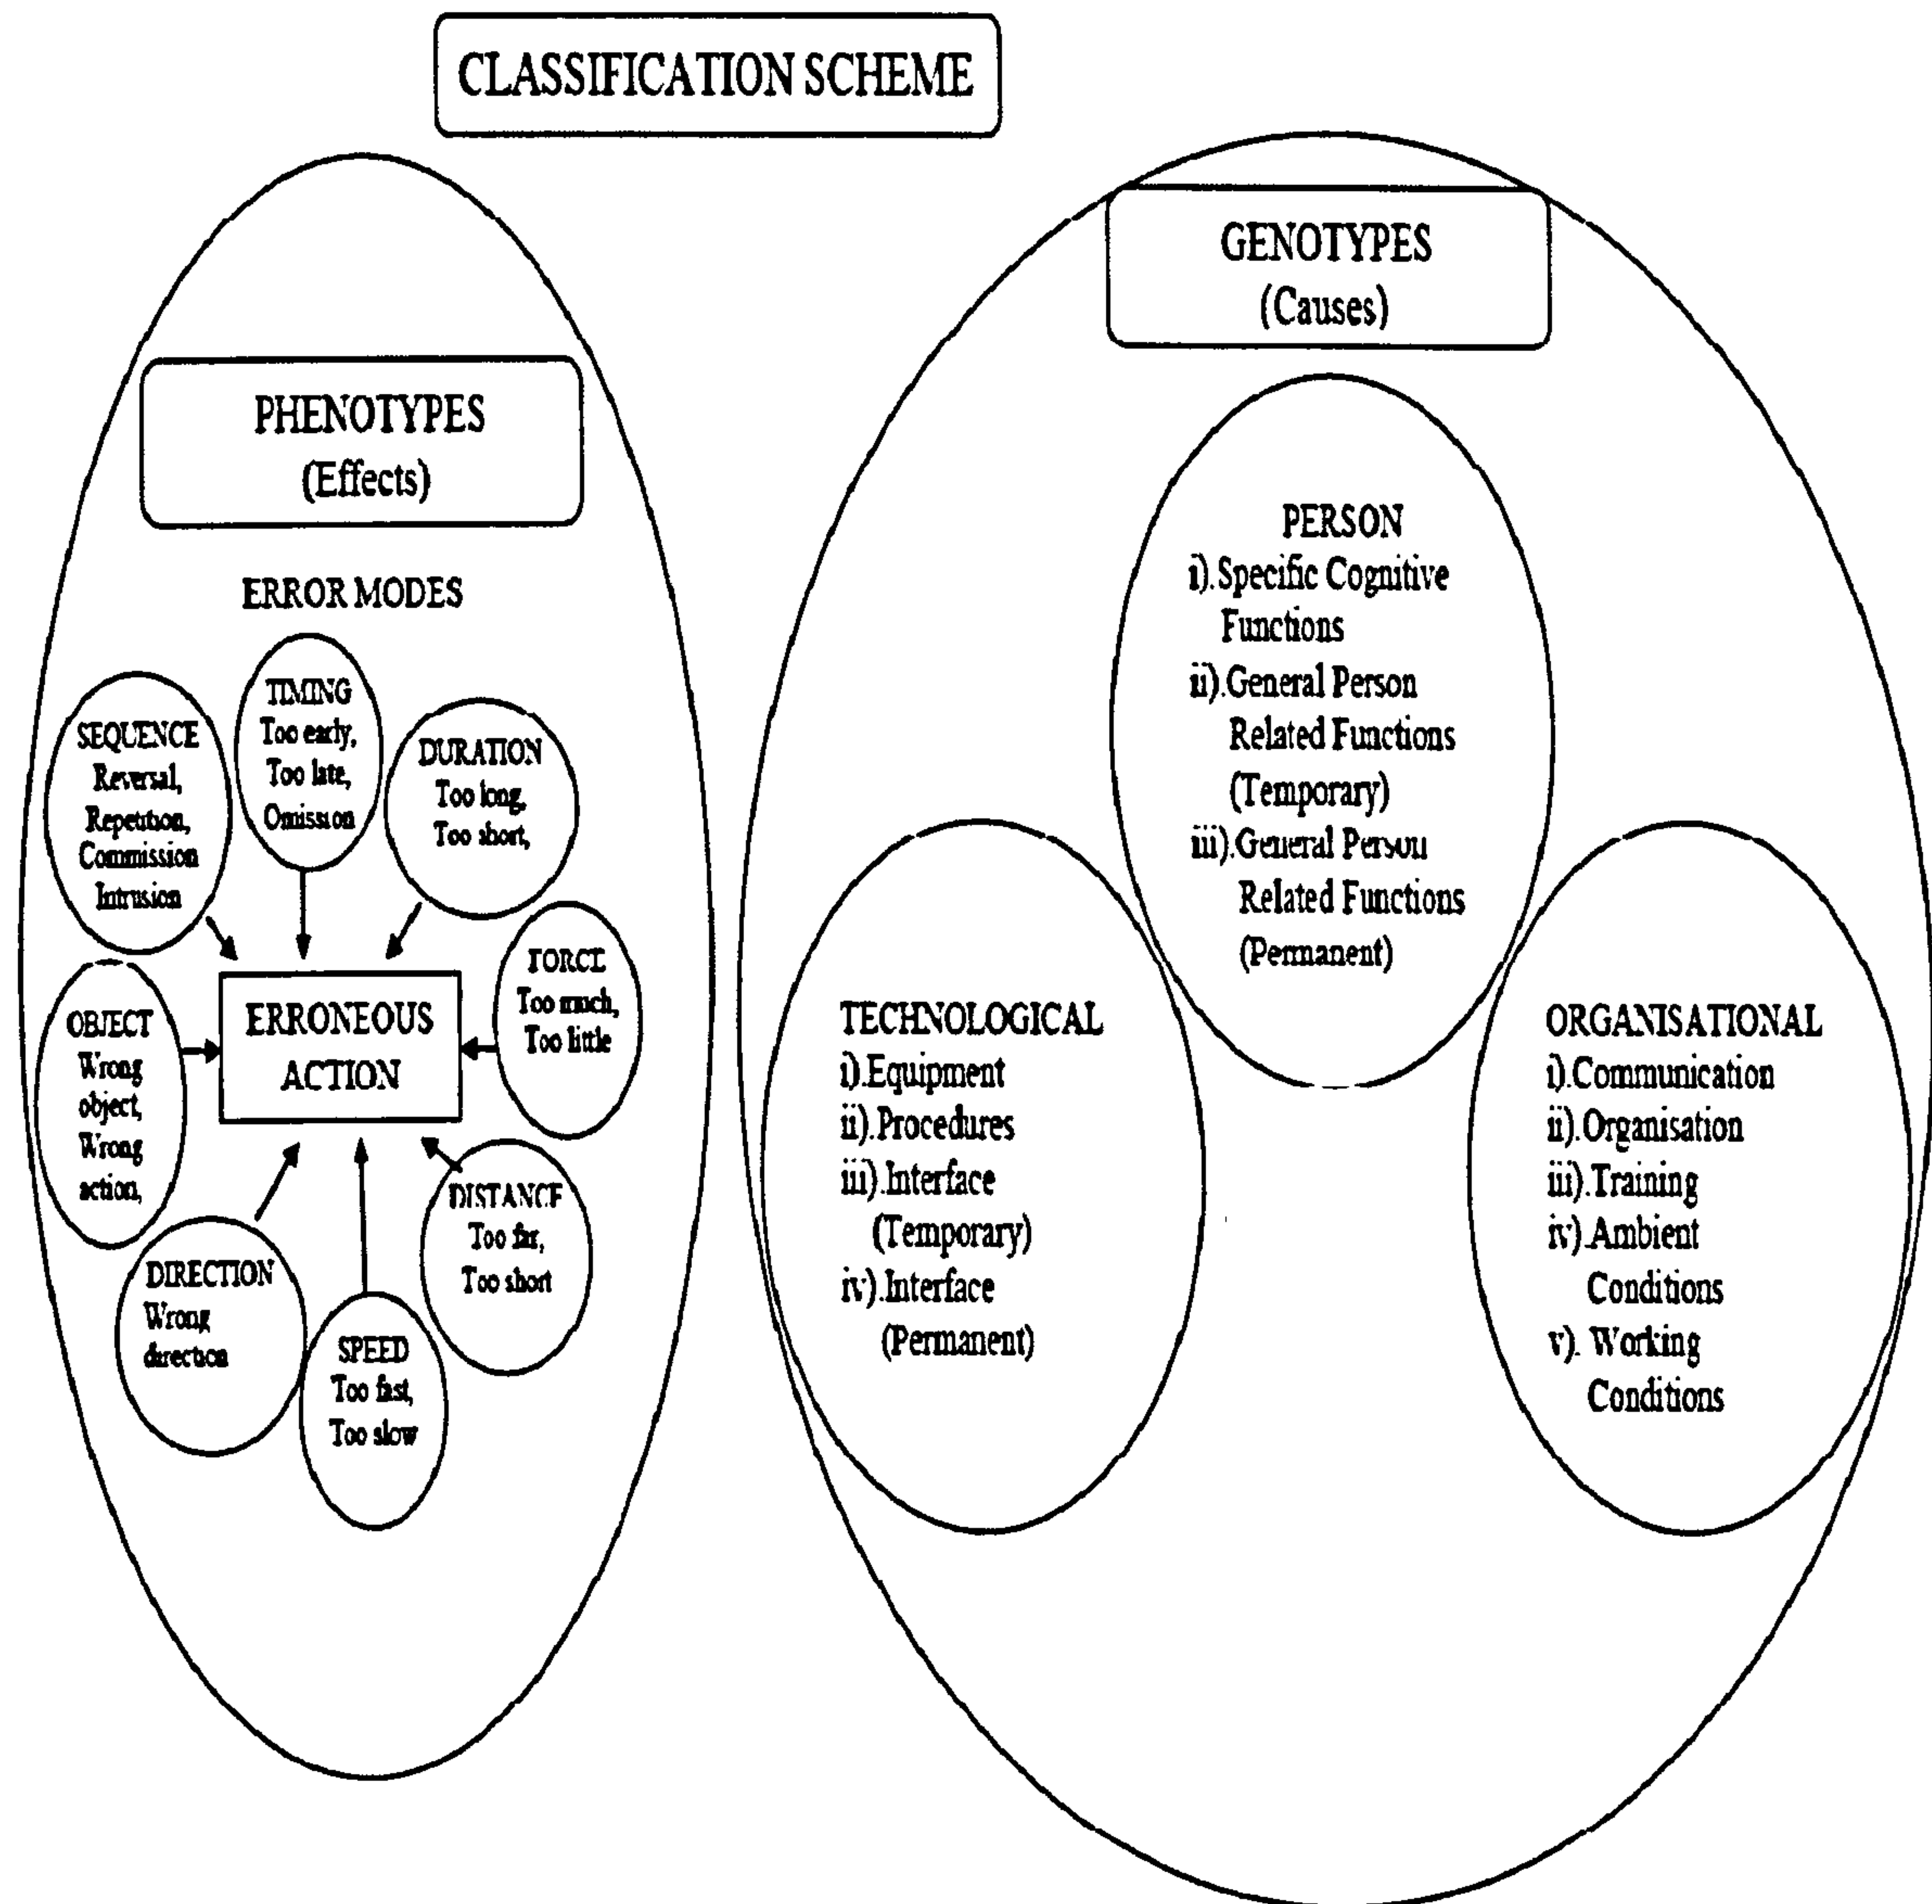 CLASSIFICATION SCHEME
PHENOTYPES
(Effects)
ERROR MODES
SEQUENCE
Reversal,
Repetition,
Commission
Intrusion
TIMING
Too early,
Too late,
Omission
DURATION
Too long,
Too short,
FORCE
Too much,
Too little
OBJECT
Wrong
object,
Wrong
action,
ERRONEOUS
ACTION
DISTANCE
Too far,
Too short
DIRECTION
Wrong
direction
SPEED
Too fast,
Too slow
GENOTYPES
(Causes)
PERSON
i).Specific Cognitive
Functions
ii).General Person
Related Functions
(Temporary)
iii).General Person
Related Functions
(Permanent)
TECHNOLOGICAL
i).Equipment
ii).Procedures
iii).Interface
(Temporary)
iv).Interface
(Permanent)
ORGANISATIONAL
i).Communication
ii).Organisation
iii).Training
iv).Ambient
Conditions
v). Working
Conditions